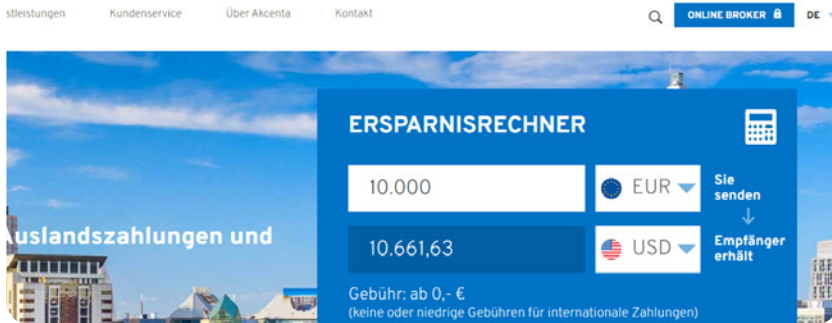 Kundenservice Über Akcenta Kontakt ONLINE BROKER DE
ERSPARNISRECHNER
10.000 EUR Sie senden
Auslandszahlungen und
10.661,63 USD Empfänger erhält
Gebühr: ab 0,- €
(keine oder niedrige Gebühren für internationale Zahlungen)